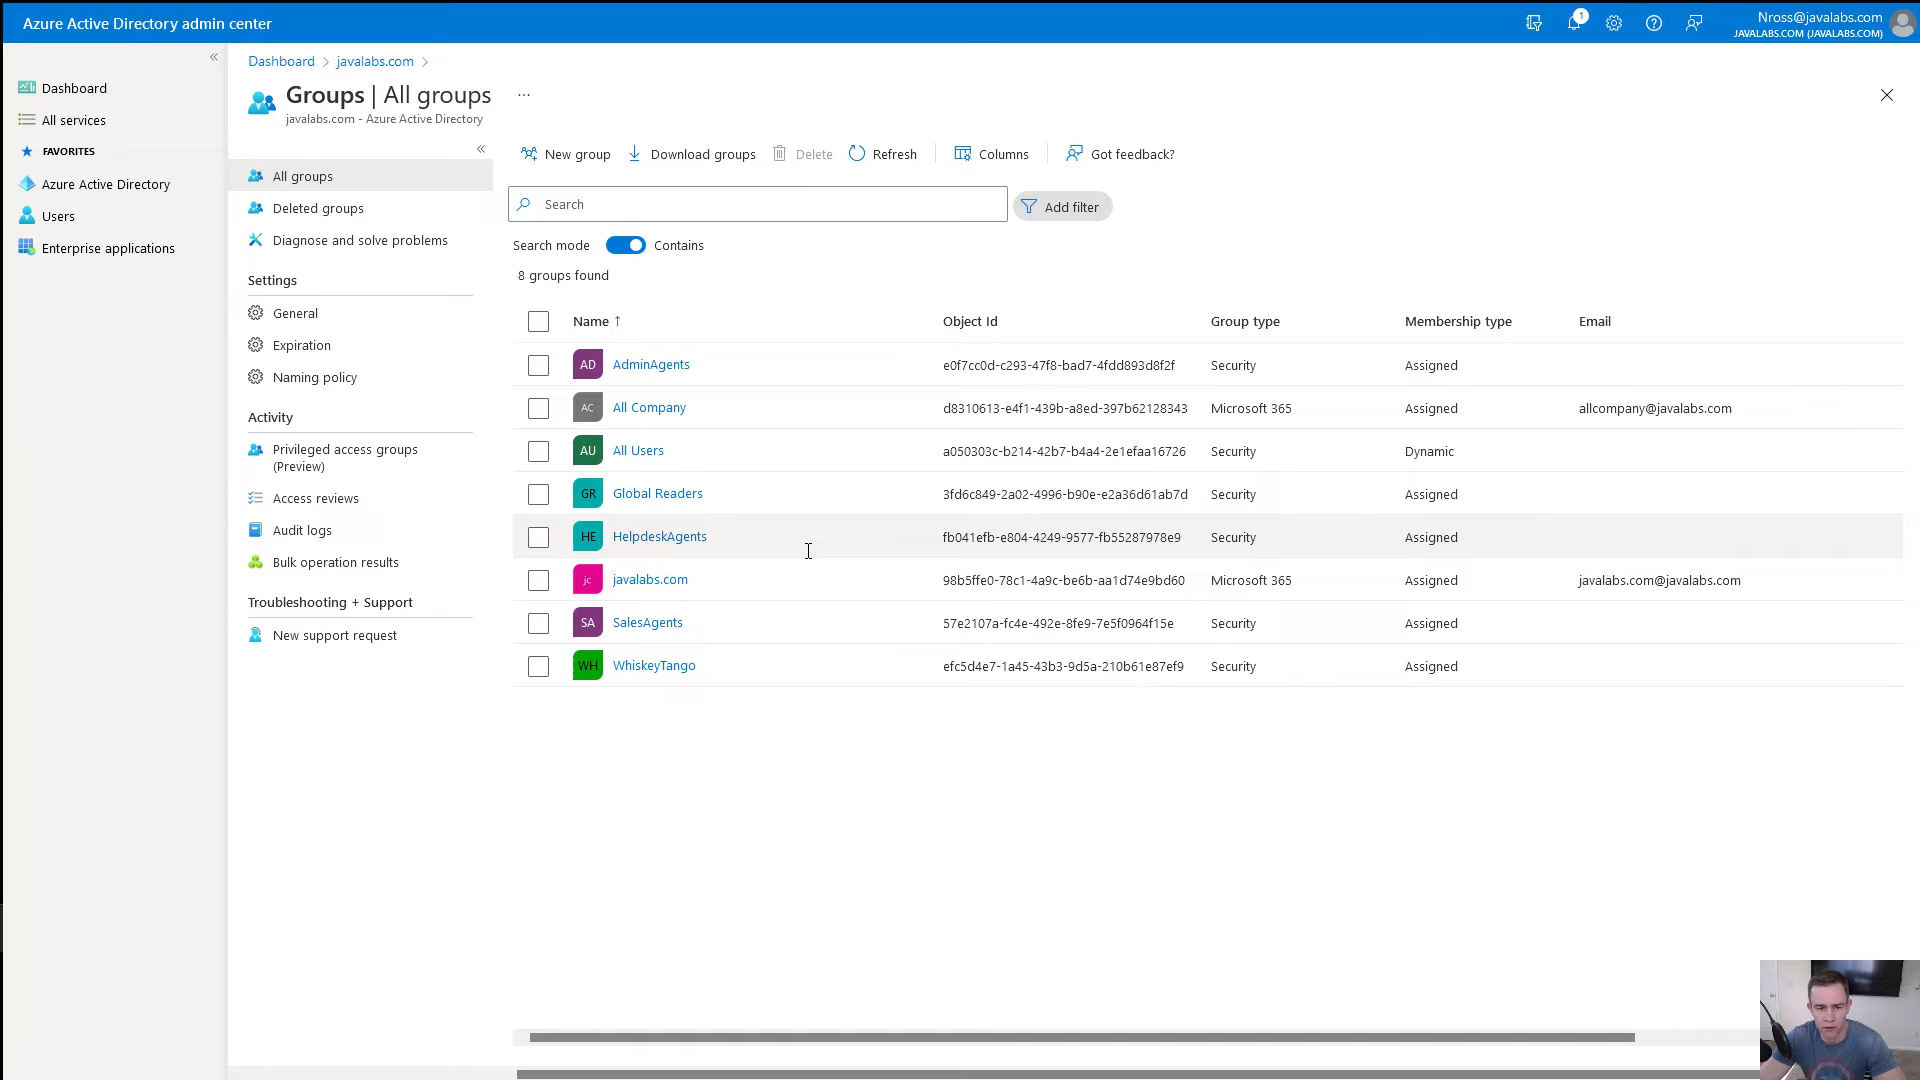 Azure Active Directory admin center
1
Nross@javalabs.com
JAVALABS.COM (JAVALABS.COM)
Dashboard
All services
FAVORITES
Azure Active Directory
Users
Enterprise applications
Dashboard > javalabs.com >
Groups | All groups ...
javalabs.com - Azure Active Directory
All groups
Deleted groups
Diagnose and solve problems
Settings
General
Expiration
Naming policy
Activity
Privileged access groups
(Preview)
Access reviews
Audit logs
Bulk operation results
Troubleshooting + Support
New support request
New group Download groups Delete Refresh Columns Got feedback?
Search Add filter
Search mode Contains
8 groups found
Name ↑ Object Id Group type Membership type Email
AD AdminAgents e0f7cc0d-c293-47f8-bad7-4fdd893d8f2f Security Assigned
AC All Company d8310613-e4f1-439b-a8ed-397b62128343 Microsoft 365 Assigned allcompany@javalabs.com
AU All Users a050303c-b214-42b7-b4a4-2e1efaa16726 Security Dynamic
GR Global Readers 3fd6c849-2a02-4996-b90e-e2a36d61ab7d Security Assigned
HE HelpdeskAgents fb041efb-e804-4249-9577-fb55287978e9 Security Assigned
jc javalabs.com 98b5ffe0-78c1-4a9c-be6b-aa1d74e9bd60 Microsoft 365 Assigned javalabs.com@javalabs.com
SA SalesAgents 57e2107a-fc4e-492e-8fe9-7e5f0964f15e Security Assigned
WH WhiskeyTango efc5d4e7-1a45-43b3-9d5a-210b61e87ef9 Security Assigned